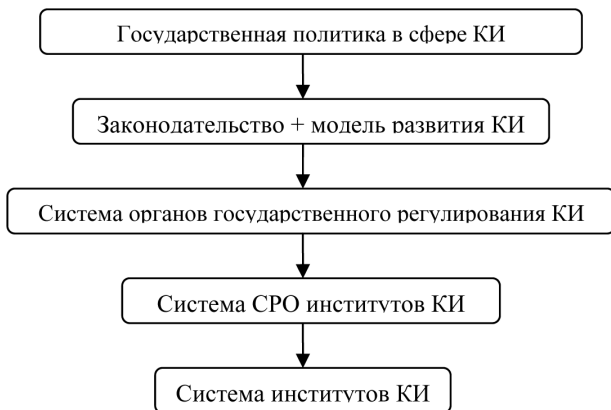 Государственная политика в сфере КИ
Законодательство + модель развития КИ
Система органов государственного регулирования КИ
Система СРО институтов КИ
Система институтов КИ